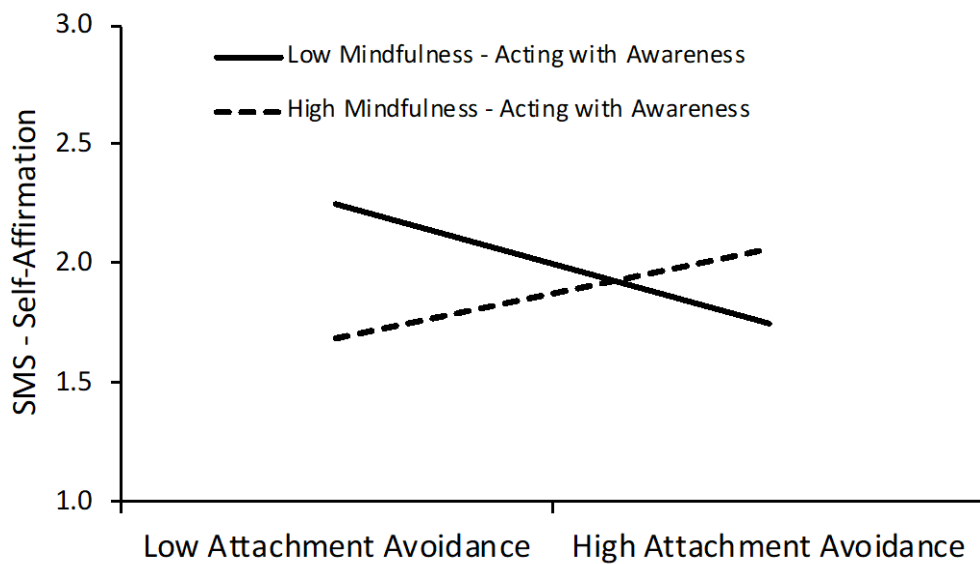 3.0
Low Mindfulness - Acting with Awareness
High Mindfulness - Acting with Awareness
2.5
2.0
1.5
1.0
SMS - Self-Affirmation
Low Attachment Avoidance
High Attachment Avoidance